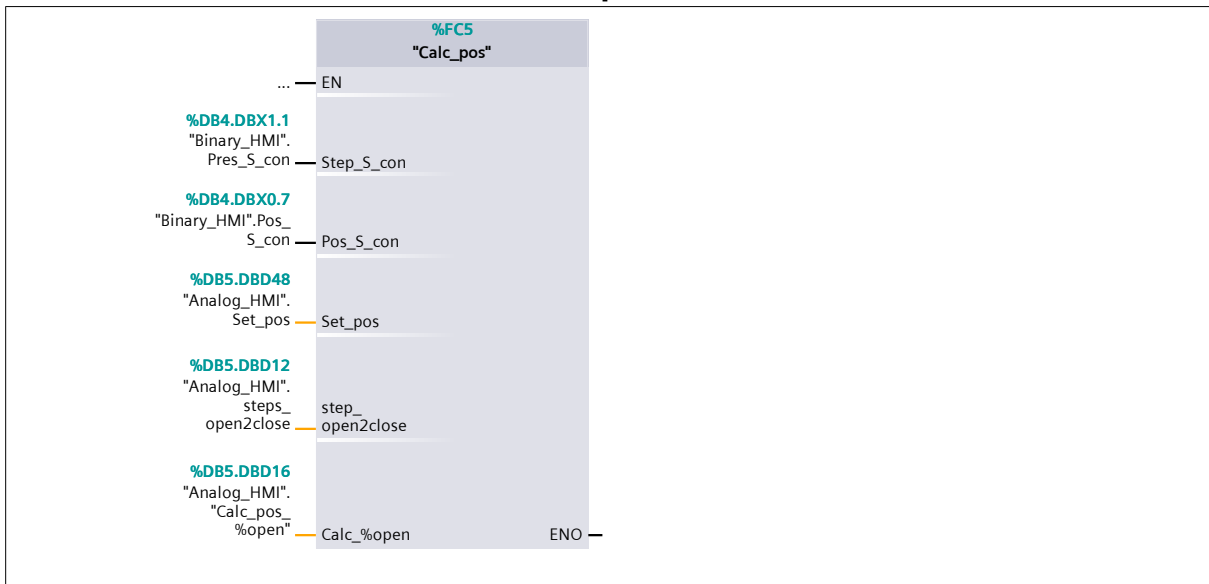 %FC5
"Calc_pos"
... EN
%DB4.DBX1.1
"Binary_HMI".
Pres_S_con Step_S_con
%DB4.DBX0.7
"Binary_HMI".Pos_
S_con Pos_S_con
%DB5.DBD48
"Analog_HMI".
Set_pos Set_pos
%DB5.DBD12
"Analog_HMI".
steps_ step_
open2close open2close
%DB5.DBD16
"Analog_HMI".
"Calc_pos_
%open" Calc_%open ENO